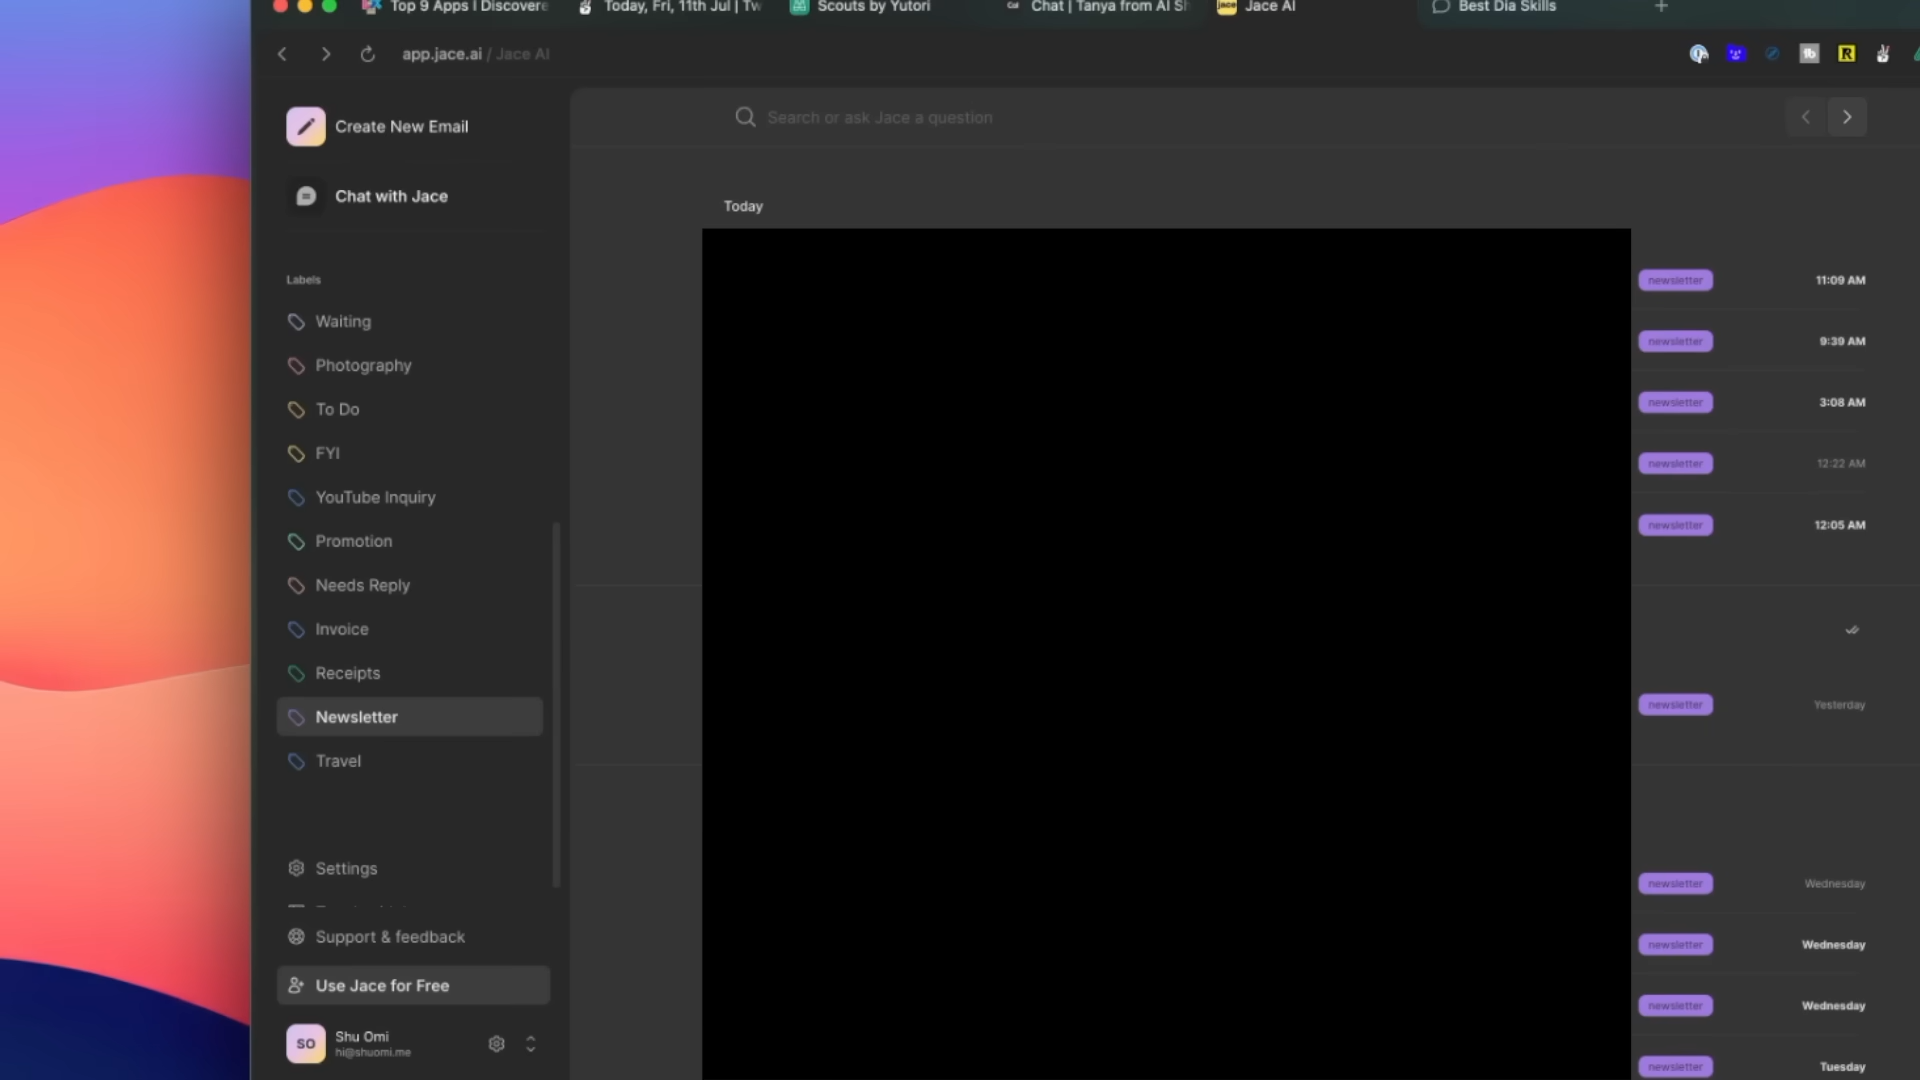 Top 9 Apps I Discovere
Today, Fri, 11th Jul | Tw
Scouts by Yutori
Chat | Tanya from AI Sh
Jace AI
Best Dia Skills
app.jace.ai / Jace AI
Create New Email
Search or ask Jace a question
Chat with Jace
Today
Labels
newsletter 11:09 AM
Waiting
newsletter 9:39 AM
Photography
To Do
newsletter 3:08 AM
FYI
newsletter 12:22 AM
YouTube Inquiry
newsletter 12:05 AM
Promotion
Needs Reply
Invoice
Receipts
Newsletter
newsletter Yesterday
Travel
Settings
newsletter Wednesday
Support & feedback
newsletter Wednesday
Use Jace for Free
newsletter Wednesday
SO
Shu Omi
hi@shuomi.me
newsletter Tuesday